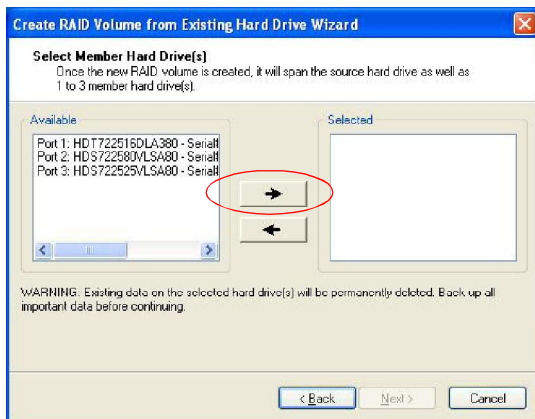 Create RAID Volume from Existing Hard Drive Wizard
Select Member Hard Drive(s)
Once the new RAID volume is created, it will span the source hard drive as well as
1 to 3 member hard drive(s).
Available
Selected
Port 1: HDT722516DLA380 - Serial#
Port 2: HDS722580VLSA80 - Serial#
Port 3: HDS722525VLSA80 - Serial#
WARNING: Existing data on the selected hard drive(s) will be permanently deleted. Back up all
important data before continuing.
< Back
Next >
Cancel